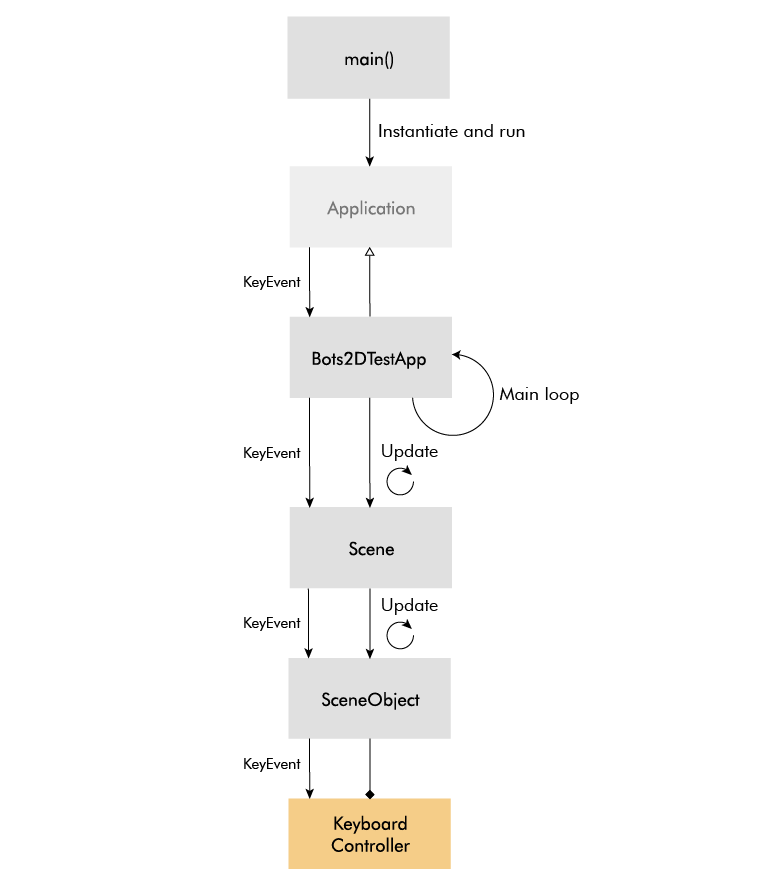 main()
Instantiate and run
Application
KeyEvent
Bots2DTestApp
Main loop
KeyEvent
Update
Scene
KeyEvent
Update
SceneObject
KeyEvent
Keyboard
Controller